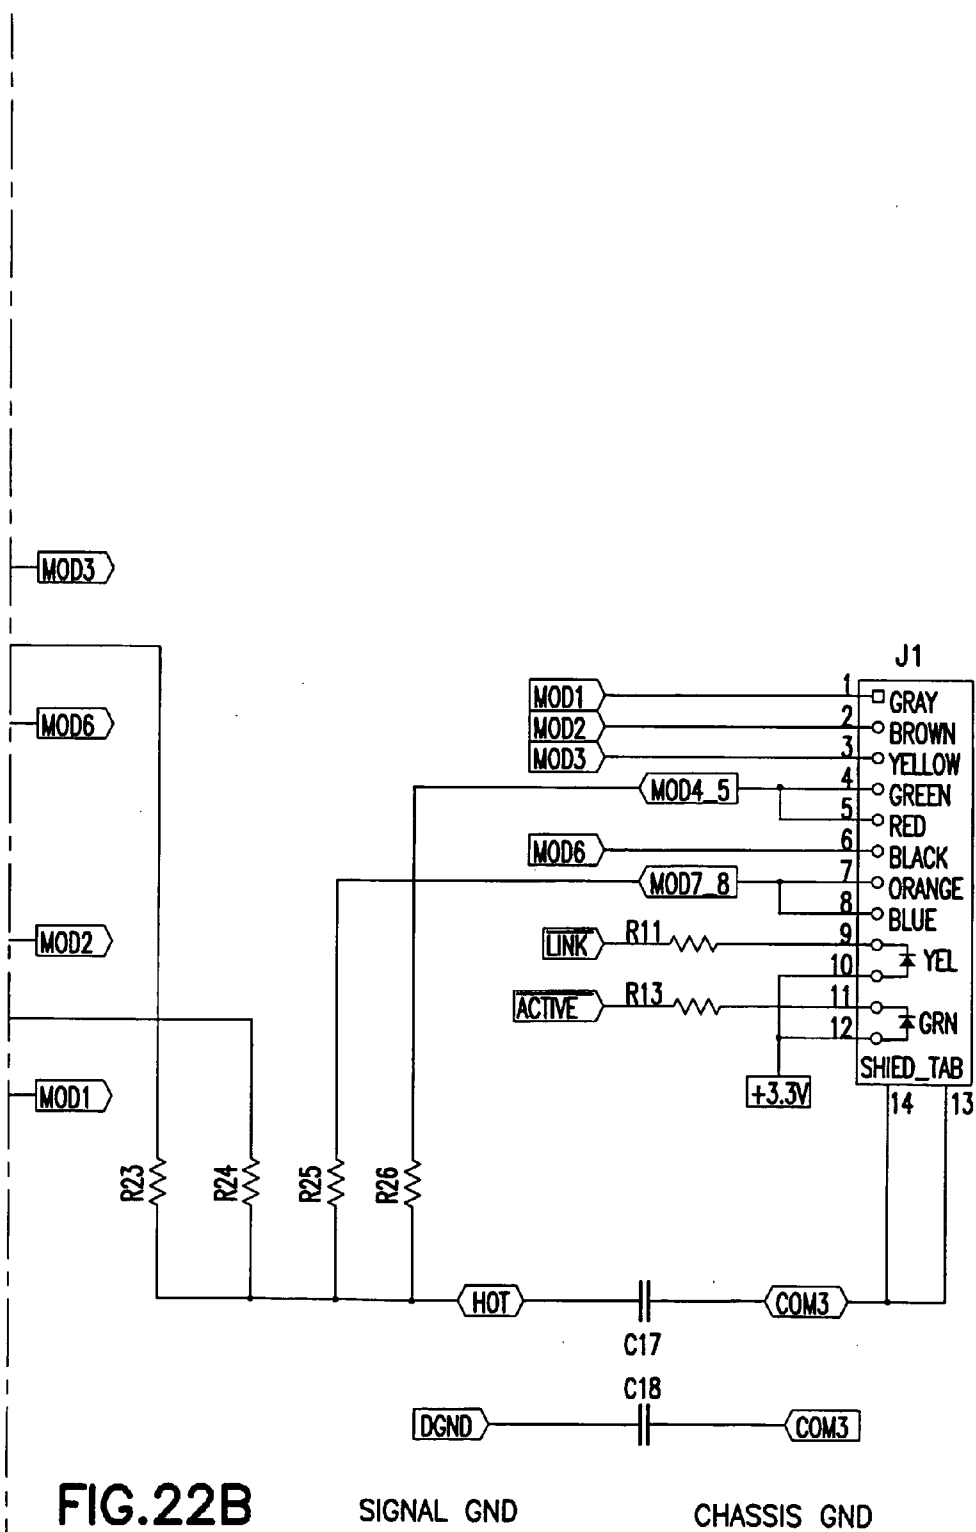 MOD3
J1
MOD1 1 GRAY
MOD6
MOD2 2 BROWN
MOD3 3 YELLOW
MOD4_5 4 GREEN
5 RED
MOD6 6 BLACK
MOD7_8 7 ORANGE
8 BLUE
MOD2
LINK R11 9 YEL
10
ACTIVE R13 11
12 GRN
SHIED_TAB
MOD1
+3.3V
14 13
R23 R24 R25 R26
HOT COM3
C17
C18
DGND COM3
FIG.22B SIGNAL GND CHASSIS GND